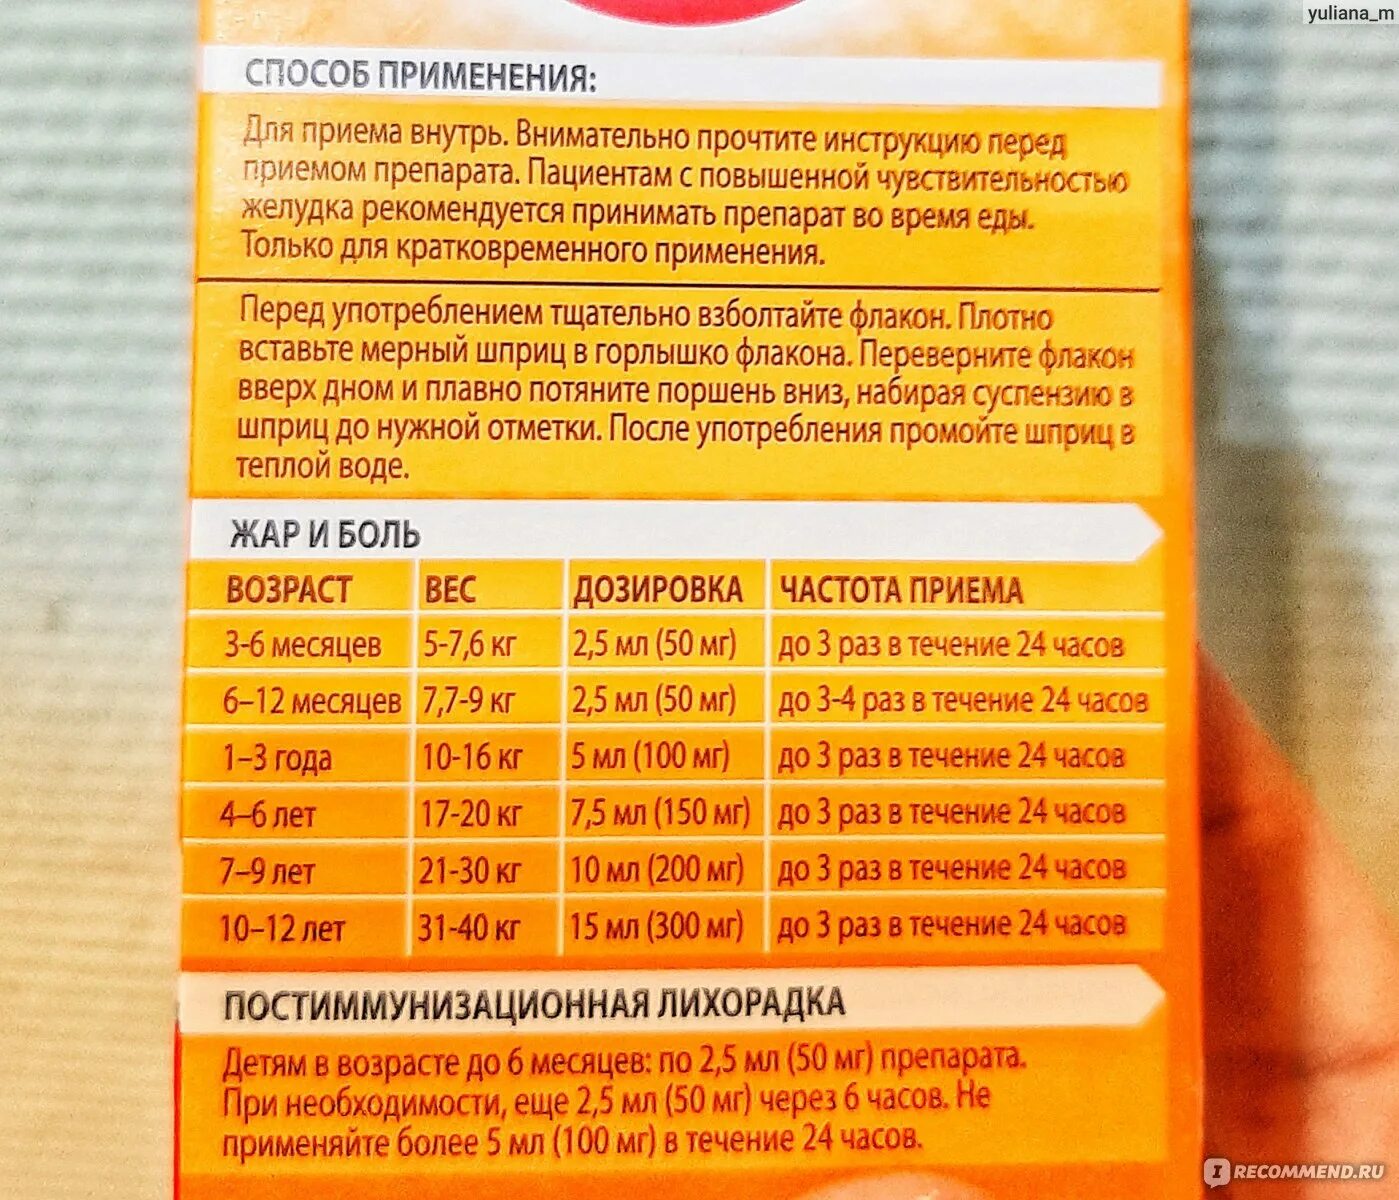 yuliana_m
СПОСОБ ПРИМЕНЕНИЯ:
Для приема внутрь. Внимательно прочтите инструкцию перед
приемом препарата. Пациентам с повышенной чувствительностью
желудка рекомендуется принимать препарат во время еды.
Только для кратковременного применения.
Перед употреблением тщательно взболтайте флакон. Плотно
вставьте мерный шприц в горлышко флакона. Переверните флакон
вверх дном и плавно потяните поршень вниз, набирая суспензию в
шприц до нужной отметки. После употребления промойте шприц в
теплой воде.
ЖАР И БОЛЬ
ВОЗРАСТ ВЕС ДОЗИРОВКА ЧАСТОТА ПРИЕМА
3-6 месяцев 5-7,6 кг 2,5 мл (50 мг) до 3 раз в течение 24 часов
6–12 месяцев 7,7-9 кг 2,5 мл (50 мг) до 3-4 раз в течение 24 часов
1–3 года 10-16 кг 5 мл (100 мг) до 3 раз в течение 24 часов
4–6 лет 17-20 кг 7,5 мл (150 мг) до 3 раз в течение 24 часов
7–9 лет 21-30 кг 10 мл (200 мг) до 3 раз в течение 24 часов
10–12 лет 31-40 кг 15 мл (300 мг) до 3 раз в течение 24 часов
ПОСТИММУНИЗАЦИОННАЯ ЛИХОРАДКА
Детям в возрасте до 6 месяцев: по 2,5 мл (50 мг) препарата.
При необходимости, еще 2,5 мл (50 мг) через 6 часов. Не
применяйте более 5 мл (100 мг) в течение 24 часов.
IRECOMMEND.RU